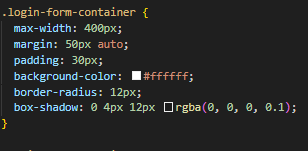 .login-form-container {
max-width: 400px;
margin: 50px auto;
padding: 30px;
background-color: #ffffff;
border-radius: 12px;
box-shadow: 0 4px 12px rgba(0, 0, 0, 0.1);
}